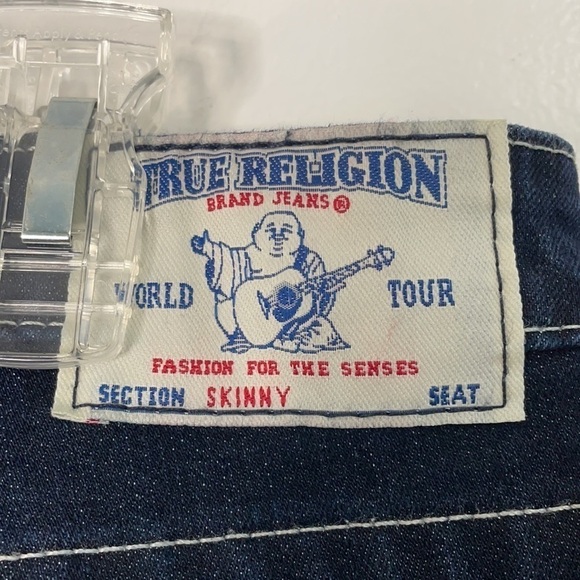 TRUE RELIGION
BRAND JEANS®
WORLD TOUR
FASHION FOR THE SENSES
SECTION SKINNY SEAT